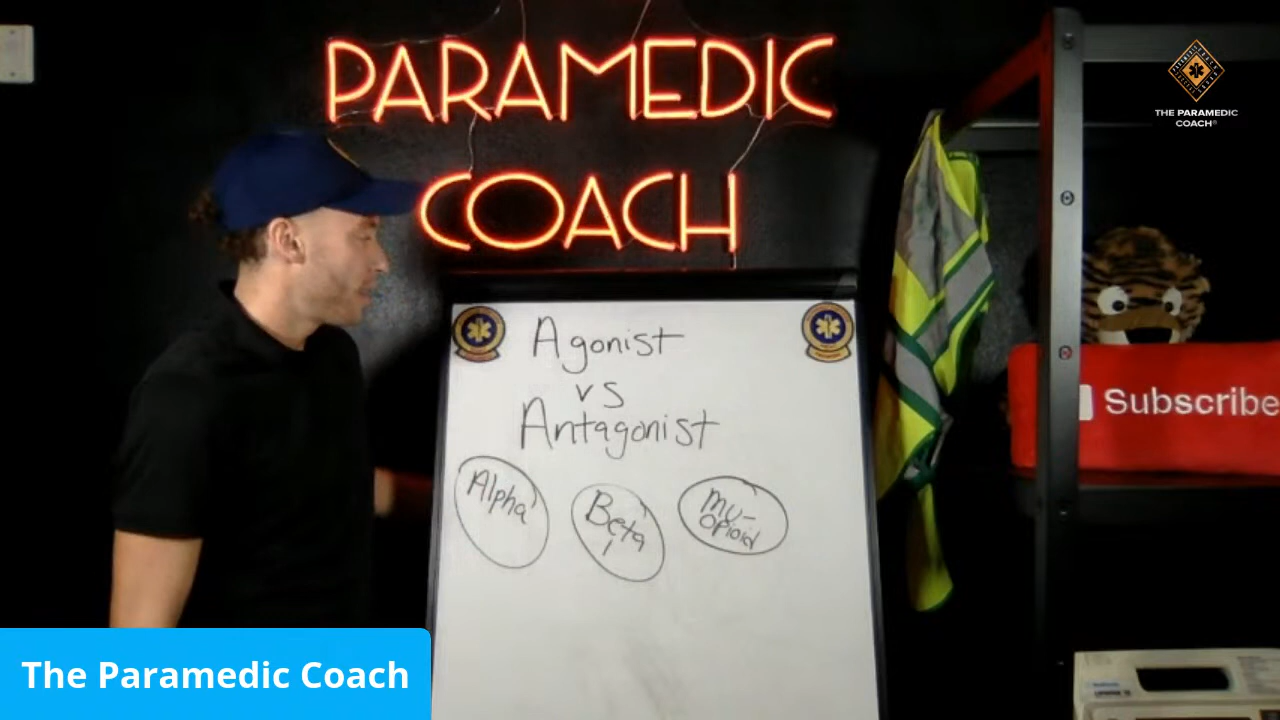 PARAMEDIC
COACH
THE PARAMEDIC
COACH®
Agonist
vs
Antagonist
Alpha
Beta
1
Mu-
opioid
Subscribe
The Paramedic Coach